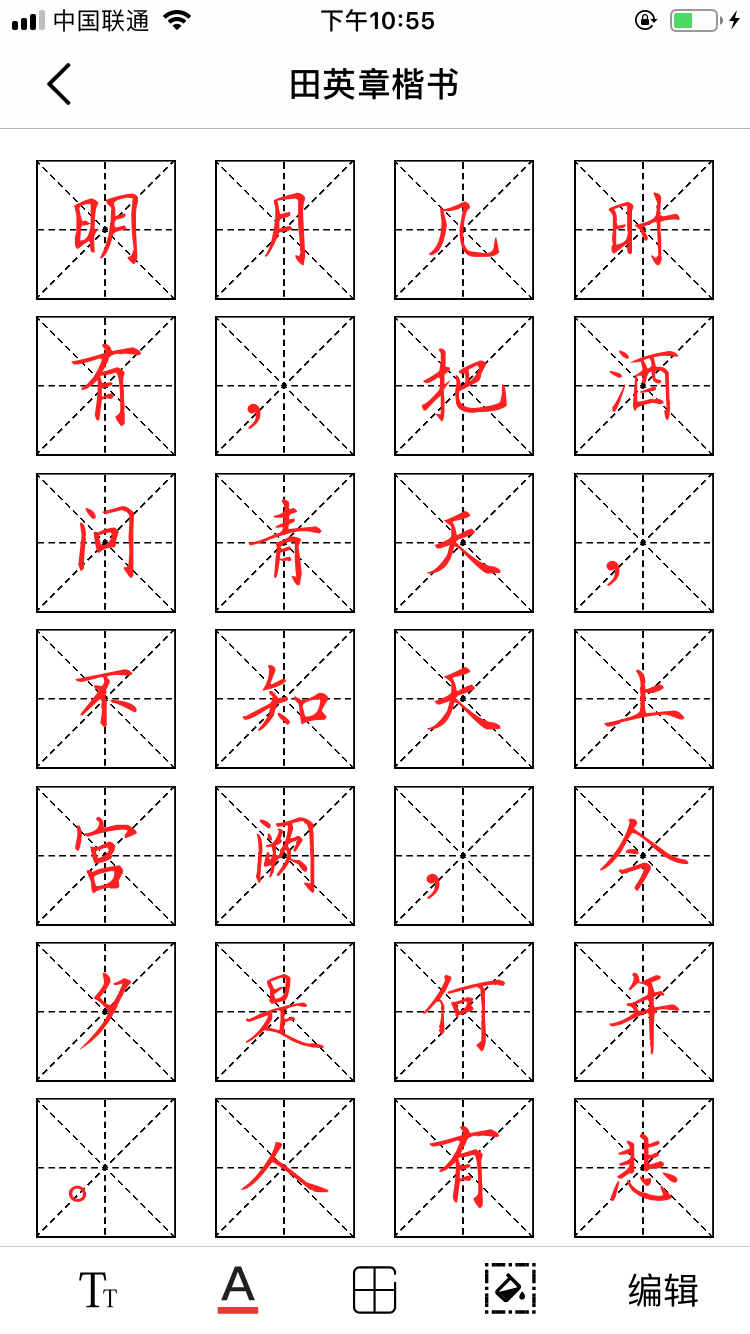 中国联通 下午10:55
田英章楷书
明月几时
有，把酒
问青天，
不知天上
宫阙，今
夕是何年
。人有悲
TT A 编辑